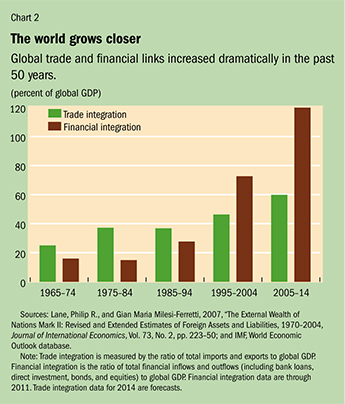 Chart 2
The world grows closer
Global trade and financial links increased dramatically in the past
50 years.
(percent of global GDP)
120
100
80
60
40
20
0
Trade integration
Financial integration
1965–74 1975–84 1985–94 1995–2004 2005–14
Sources: Lane, Philip R., and Gian Maria Milesi-Ferretti, 2007, “The External Wealth of
Nations Mark II: Revised and Extended Estimates of Foreign Assets and Liabilities, 1970–2004,
Journal of International Economics, Vol. 73, No. 2, pp. 223–50; and IMF, World Economic
Outlook database.
Note: Trade integration is measured by the ratio of total imports and exports to global GDP.
Financial integration is the ratio of total financial inflows and outflows (including bank loans,
direct investment, bonds, and equities) to global GDP. Financial integration data are through
2011. Trade integration data for 2014 are forecasts.